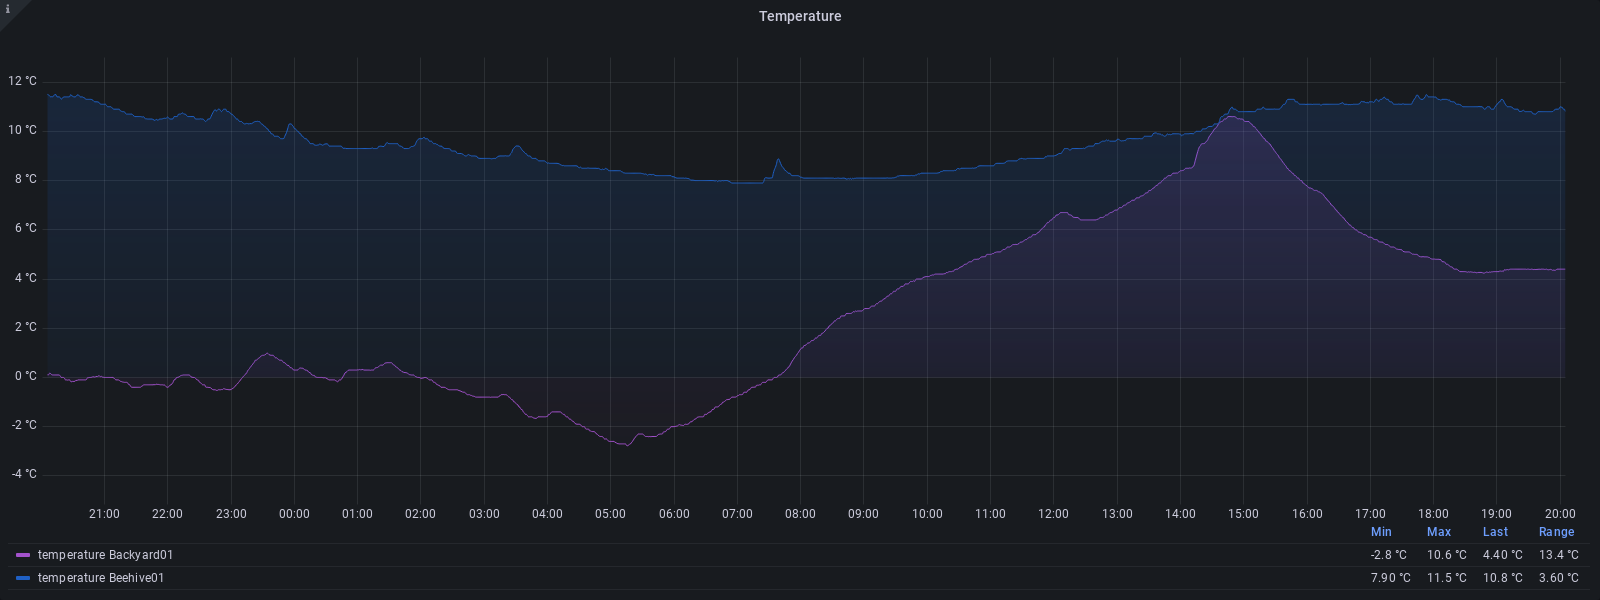 i
Temperature
12 °C
10 °C
8 °C
6 °C
4 °C
2 °C
0 °C
-2 °C
-4 °C
21:00 22:00 23:00 00:00 01:00 02:00 03:00 04:00 05:00 06:00 07:00 08:00 09:00 10:00 11:00 12:00 13:00 14:00 15:00 16:00 17:00 18:00 19:00 20:00
Min Max Last Range
temperature Backyard01 -2.8 °C 10.6 °C 4.40 °C 13.4 °C
temperature Beehive01 7.90 °C 11.5 °C 10.8 °C 3.60 °C